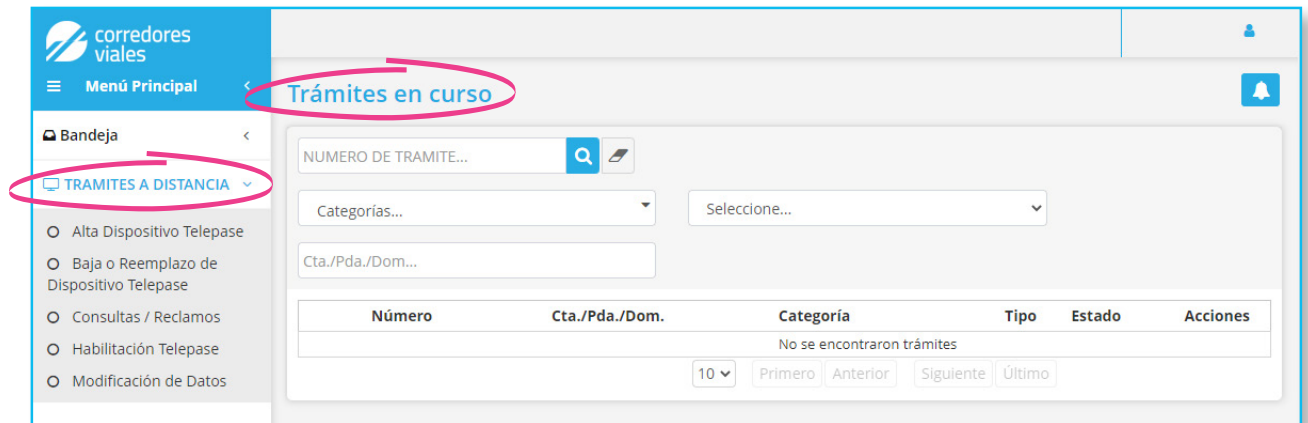 corredores
viales
Menú Principal
Bandeja
TRAMITES A DISTANCIA
Alta Dispositivo Telepase
Baja o Reemplazo de
Dispositivo Telepase
Consultas / Reclamos
Habilitación Telepase
Modificación de Datos
Trámites en curso
NUMERO DE TRAMITE...
Categorías...
Seleccione...
Cta./Pda./Dom...
Número Cta./Pda./Dom. Categoría Tipo Estado Acciones
No se encontraron trámites
10 Primero Anterior Siguiente Último